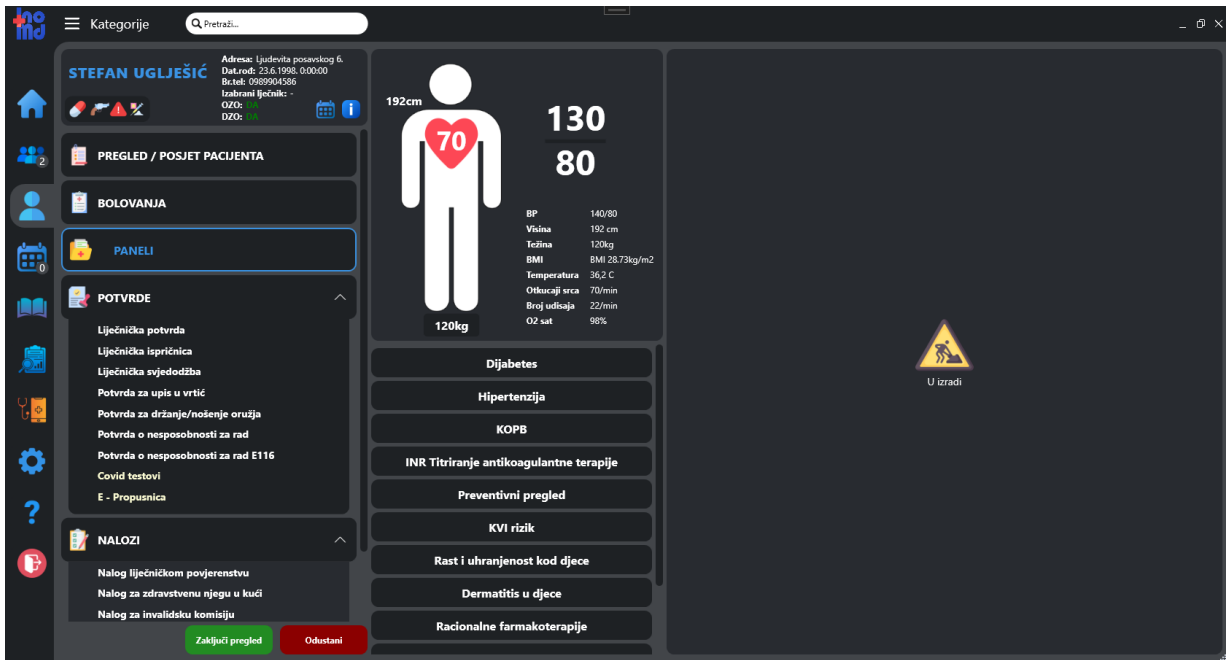 ino
md
Kategorije
Pretraži...
STEFAN UGLJEŠIĆ
Adresa: Ljudevita posavskog 6.
Dat.rođ: 23.6.1998. 0:00:00
Br.tel: 0989904586
Izabrani lječnik: -
OZO: DA
DZO: DA
2
0
PREGLED / POSJET PACIJENTA
BOLOVANJA
PANELI
POTVRDE
Liječnička potvrda
Liječnička ispričnica
Liječnička svjedodžba
Potvrda za upis u vrtić
Potvrda za držanje/nošenje oružja
Potvrda o nesposobnosti za rad
Potvrda o nesposobnosti za rad E116
Covid testovi
E - Propusnica
NALOZI
Nalog liječničkom povjerenstvu
Nalog za zdravstvenu njegu u kući
Nalog za invalidsku komisiju
Zaključi pregled
Odustani
192cm
70
120kg
130
80
BP 140/80
Visina 192 cm
Težina 120kg
BMI BMI 28.73kg/m2
Temperatura 36,2 C
Otkucaji srca 70/min
Broj udisaja 22/min
O2 sat 98%
Dijabetes
Hipertenzija
KOPB
INR Titriranje antikoagulantne terapije
Preventivni pregled
KVI rizik
Rast i uhranjenost kod djece
Dermatitis u djece
Racionalne farmakoterapije
U izradi